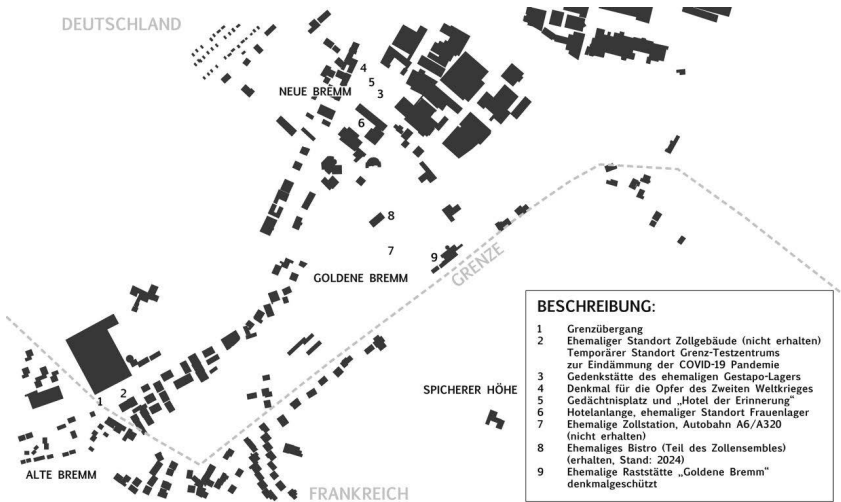 DEUTSCHLAND
4
5
NEUE BREMM
3
6
8
7
9
GRENZE
GOLDENE BREMM
SPICHERER HÖHE
2
1
ALTE BREMM
FRANKREICH
BESCHREIBUNG:
1 Grenzübergang
2 Ehemaliger Standort Zollgebäude (nicht erhalten)
Temporärer Standort Grenz-Testzentrums
zur Eindämmung der COVID-19 Pandemie
3 Gedenkstätte des ehemaligen Gestapo-Lagers
4 Denkmal für die Opfer des Zweiten Weltkrieges
5 Gedächtnisplatz und „Hotel der Erinnerung“
6 Hotelanlage, ehemaliger Standort Frauenlager
7 Ehemalige Zollstation, Autobahn A6/A320
(nicht erhalten)
8 Ehemaliges Bistro (Teil des Zollensembles)
(erhalten, Stand: 2024)
9 Ehemalige Raststätte „Goldene Bremm“
denkmalgeschützt